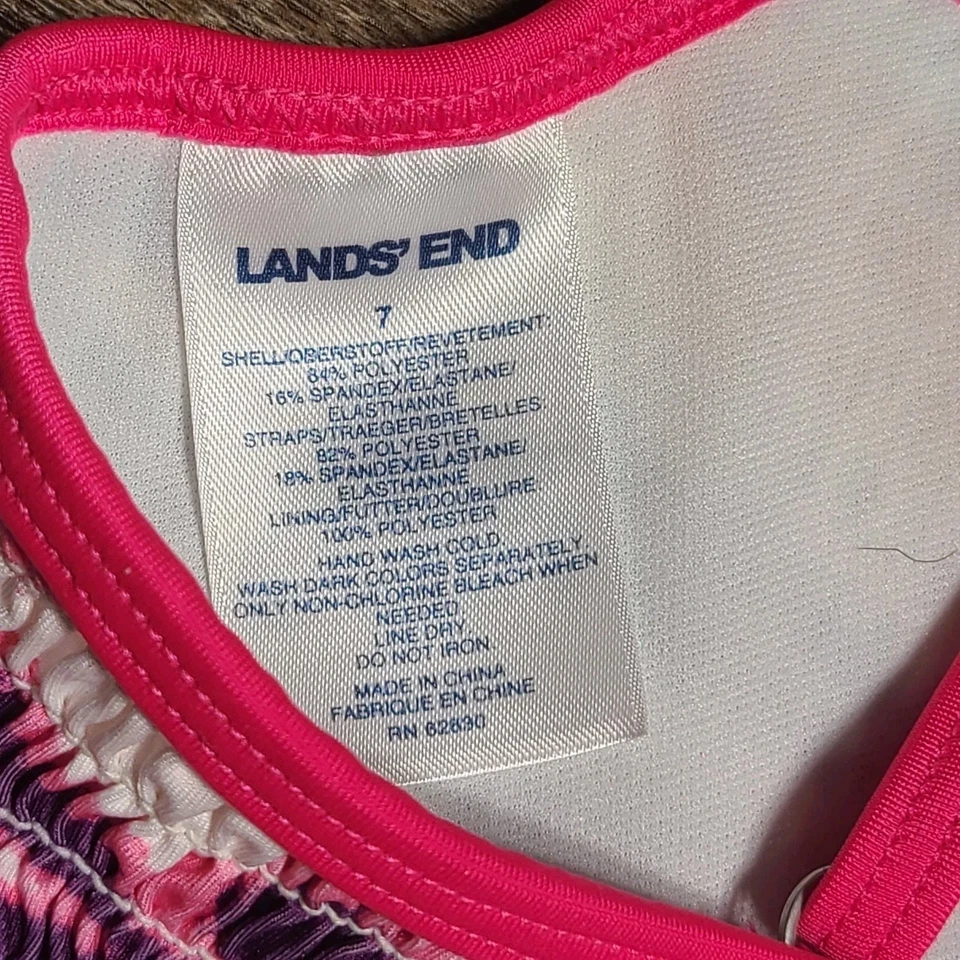 LANDS' END
7
SHELL/OBERSTOFF/REVETEMENT:
84% POLYESTER
16% SPANDEX/ELASTANE/
ELASTHANNE
STRAPS/TRAEGER/BRETELLES
82% POLYESTER
18% SPANDEX/ELASTANE/
ELASTHANNE
LINING/FUTTER/DOUBLURE
100% POLYESTER
HAND WASH COLD
WASH DARK COLORS SEPARATELY
ONLY NON-CHLORINE BLEACH WHEN
NEEDED
LINE DRY
DO NOT IRON
MADE IN CHINA
FABRIQUE EN CHINE
RN 62830